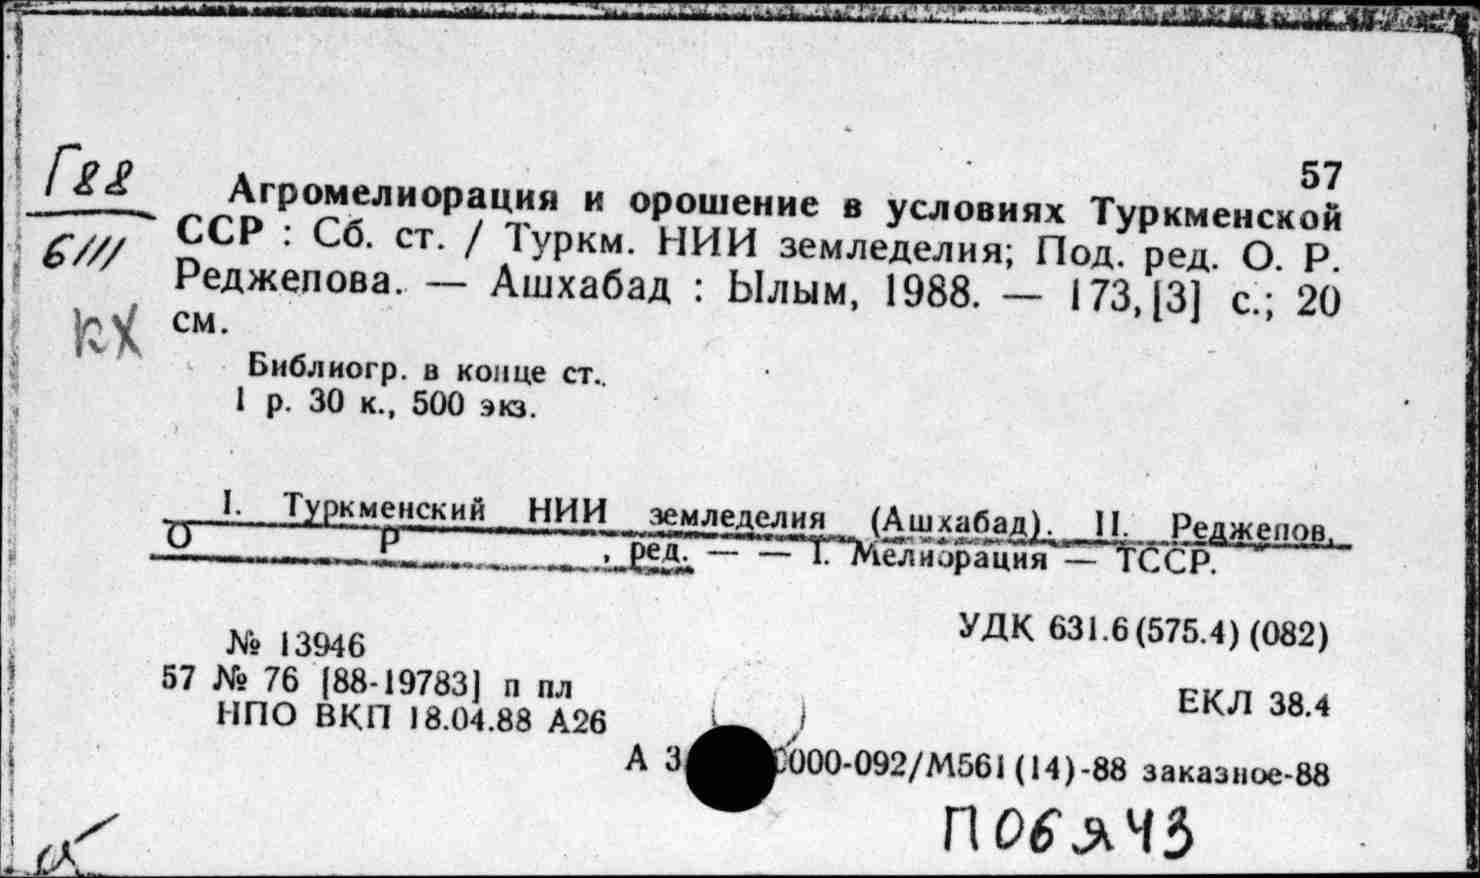 57
Г88
6111
кх
Агромелиорация и орошение в условиях Туркменской
ССР : Сб. ст. / Туркм. НИИ земледелия; Под. ред. О. Р.
Реджепова. — Ашхабад : Ылым, 1988. — 173,[3] с.; 20
см.
Библиогр. в конце ст..
1 р. 30 к., 500 экз.
I. Туркменский НИИ земледелия (Ашхабад). II. Реджепов,
О Р , ред. — — 1. Мелиорация — ТССР.
УДК 631.6(575.4)(082)
№ 13946
57 № 76 [88-19783] п пл
НПО ВКП 18.04.88 А26
ЕКЛ 38.4
А 3 000-092/М561(14)-88 заказное-88
П06яЧ3